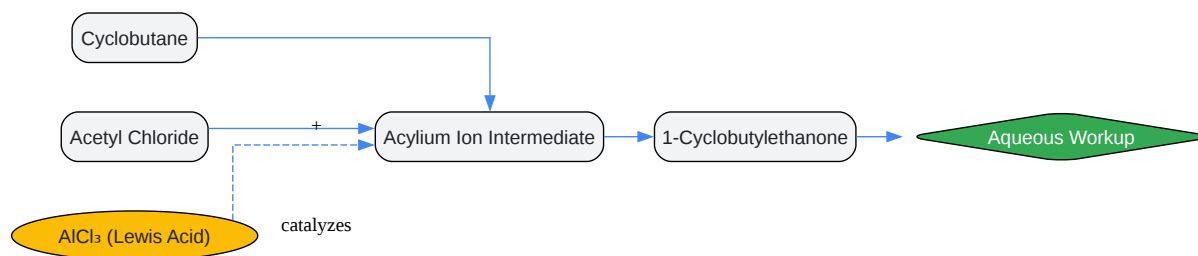 Cyclobutane
Acetyl Chloride
+
Acylium Ion Intermediate
1-Cyclobutylethanone
Aqueous Workup
AlCl₃ (Lewis Acid)
catalyzes